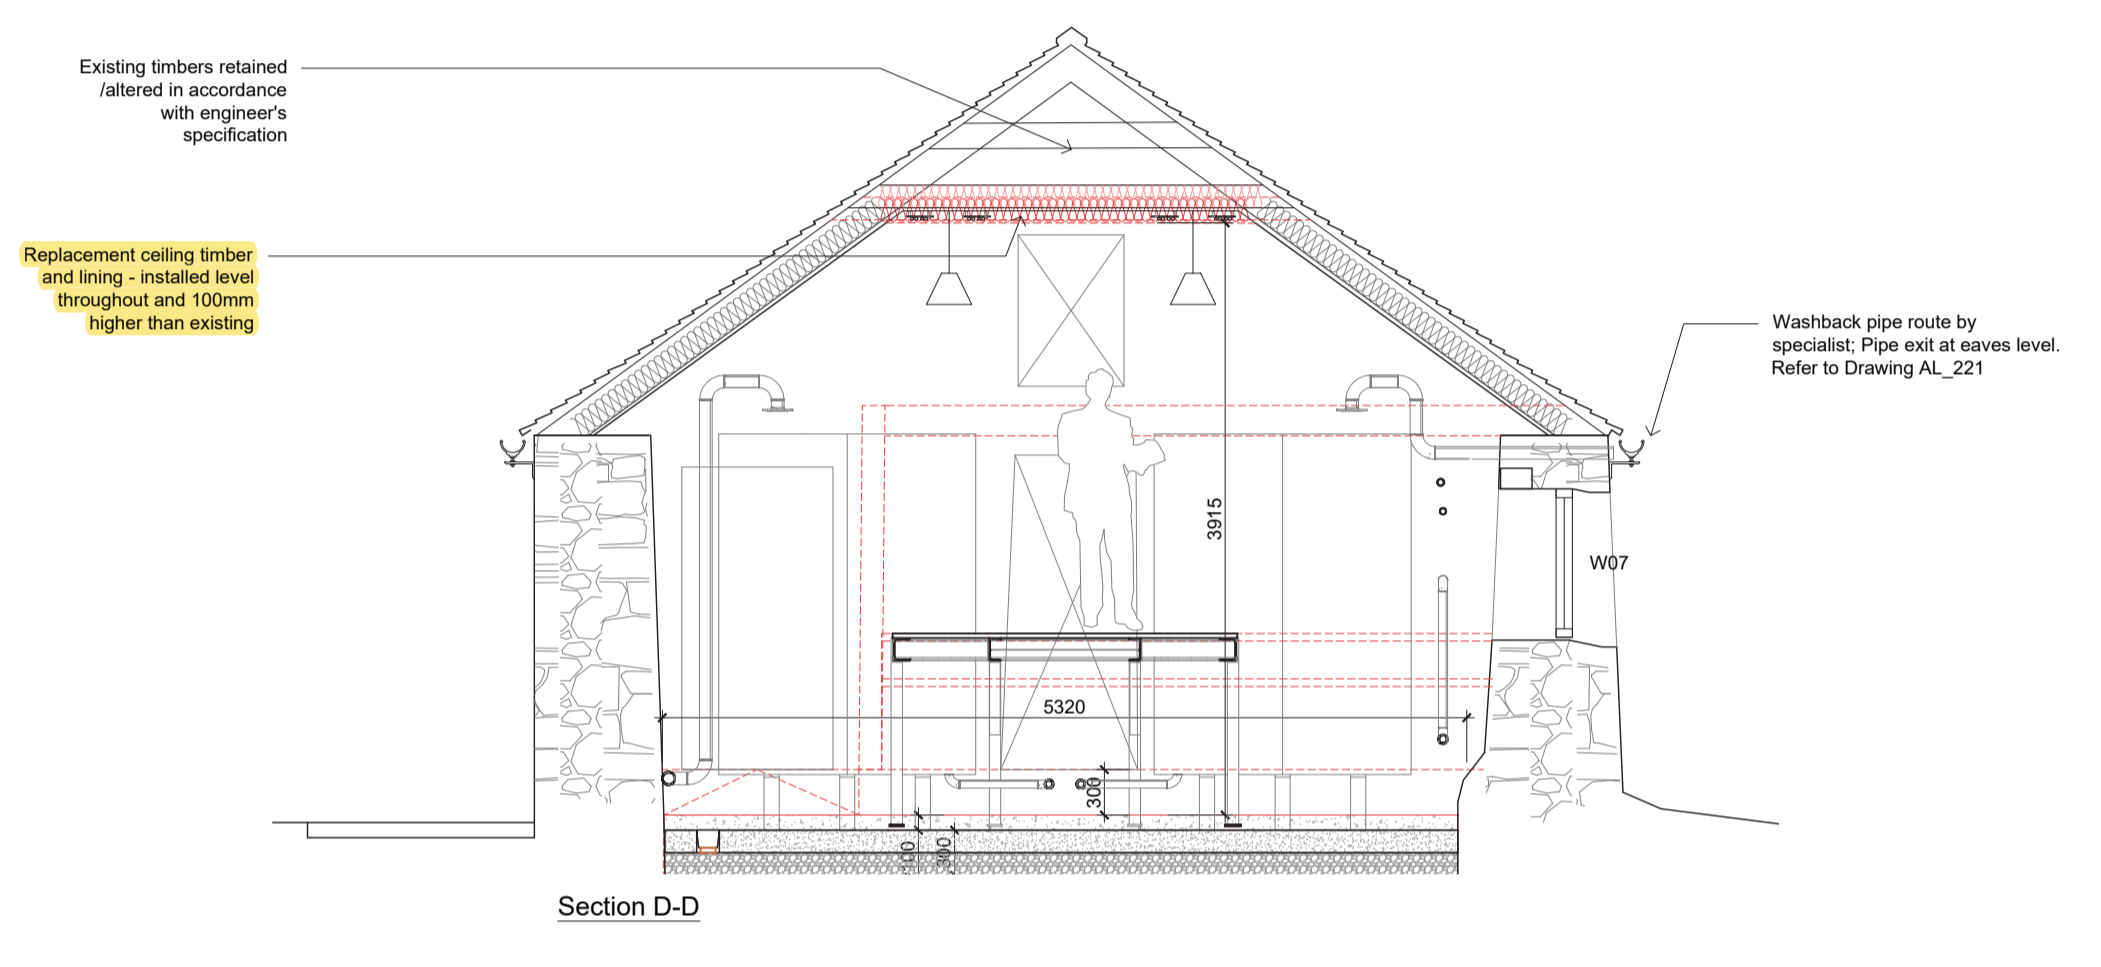 Existing timbers retained
/altered in accordance
with engineer's
specification
Replacement ceiling timber
and lining - installed level
throughout and 100mm
higher than existing
Washback pipe route by
specialist; Pipe exit at eaves level.
Refer to Drawing AL_221
3915
W07
5320
300
300
Section D-D